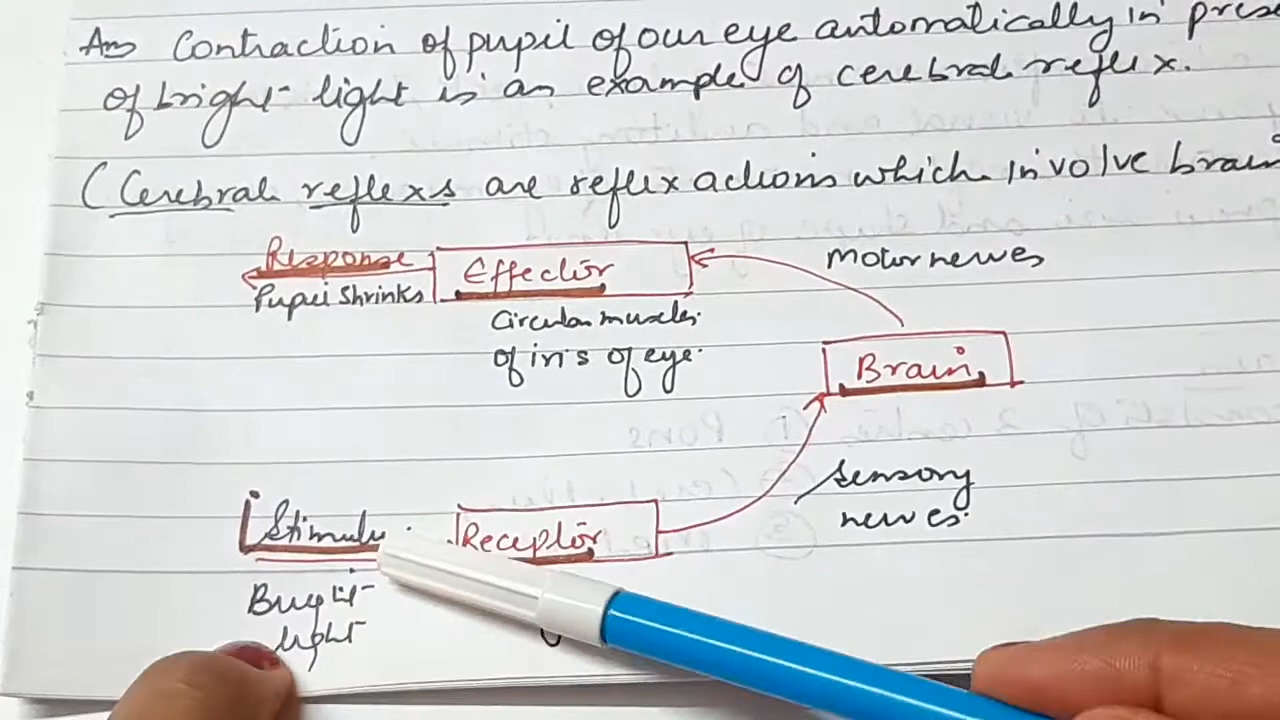 Ans Contraction of pupil of our eye automatically in prese
of bright light is an example of cerebral reflex.
(Cerebral reflexs are reflex actions which involve brain
Response
Pupil Shrinks
Effector
Circular muscles
of iris of eye.
Motor nerves
Brain
Sensory
nerves.
Stimulu
Receptor
Bright
light